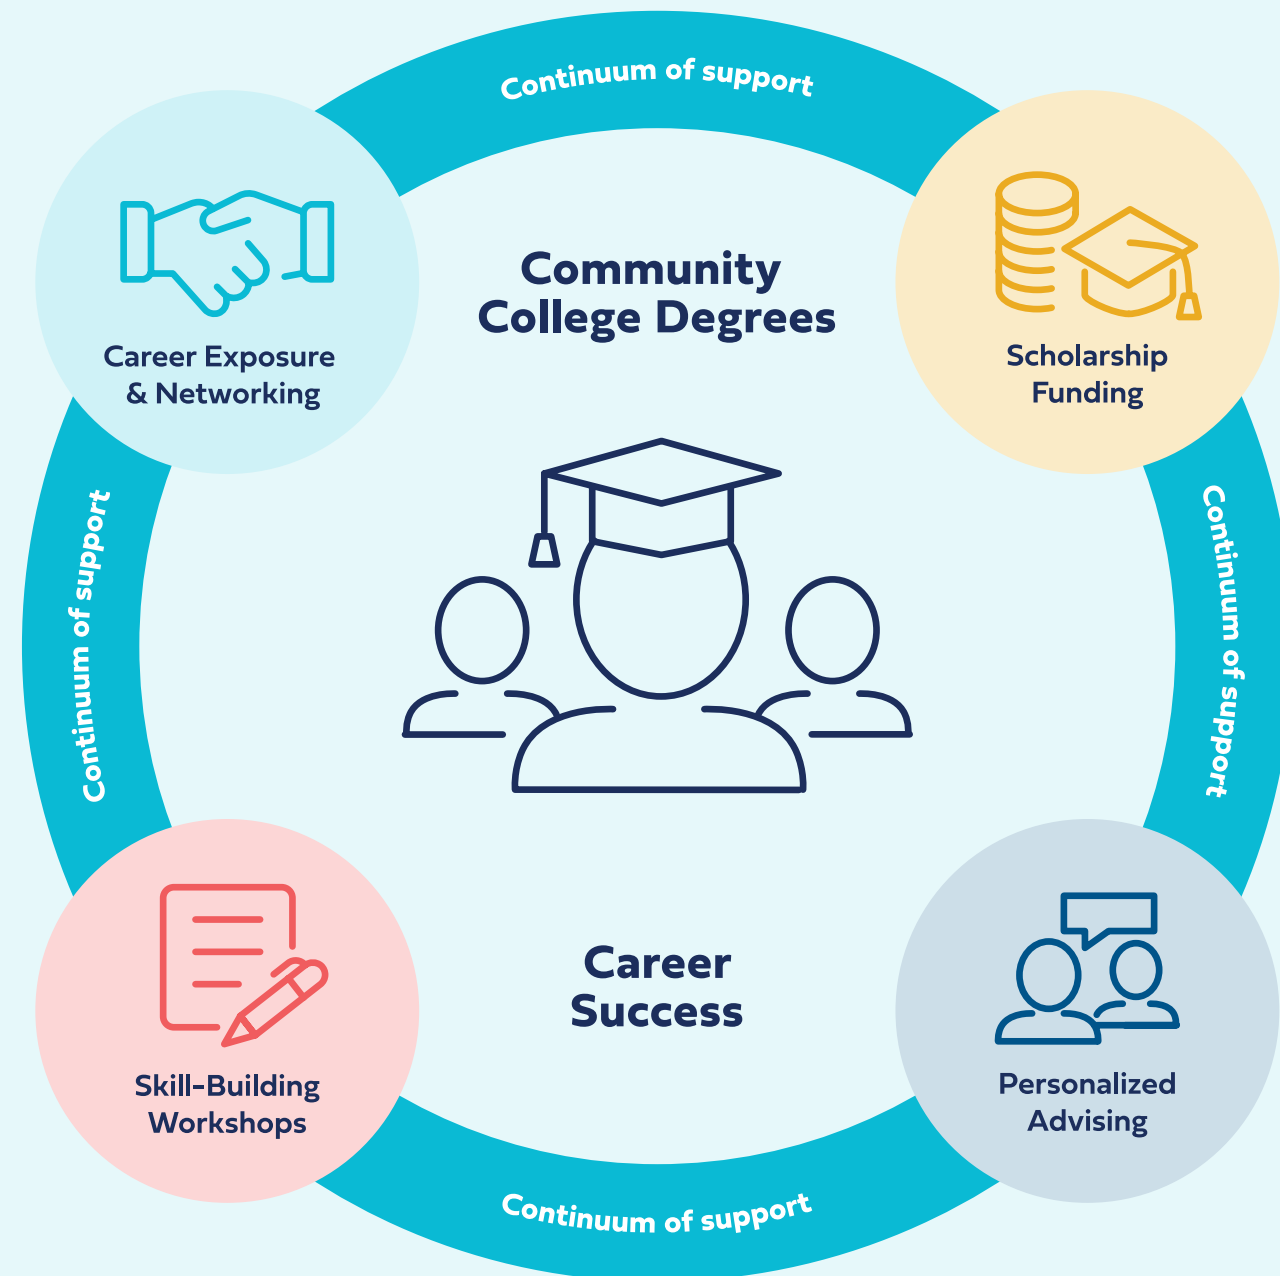 Continuum of support
Career Exposure
& Networking
Community
College Degrees
Scholarship
Funding
Continuum of support
Continuum of support
Career
Success
Skill-Building
Workshops
Personalized
Advising
Continuum of support